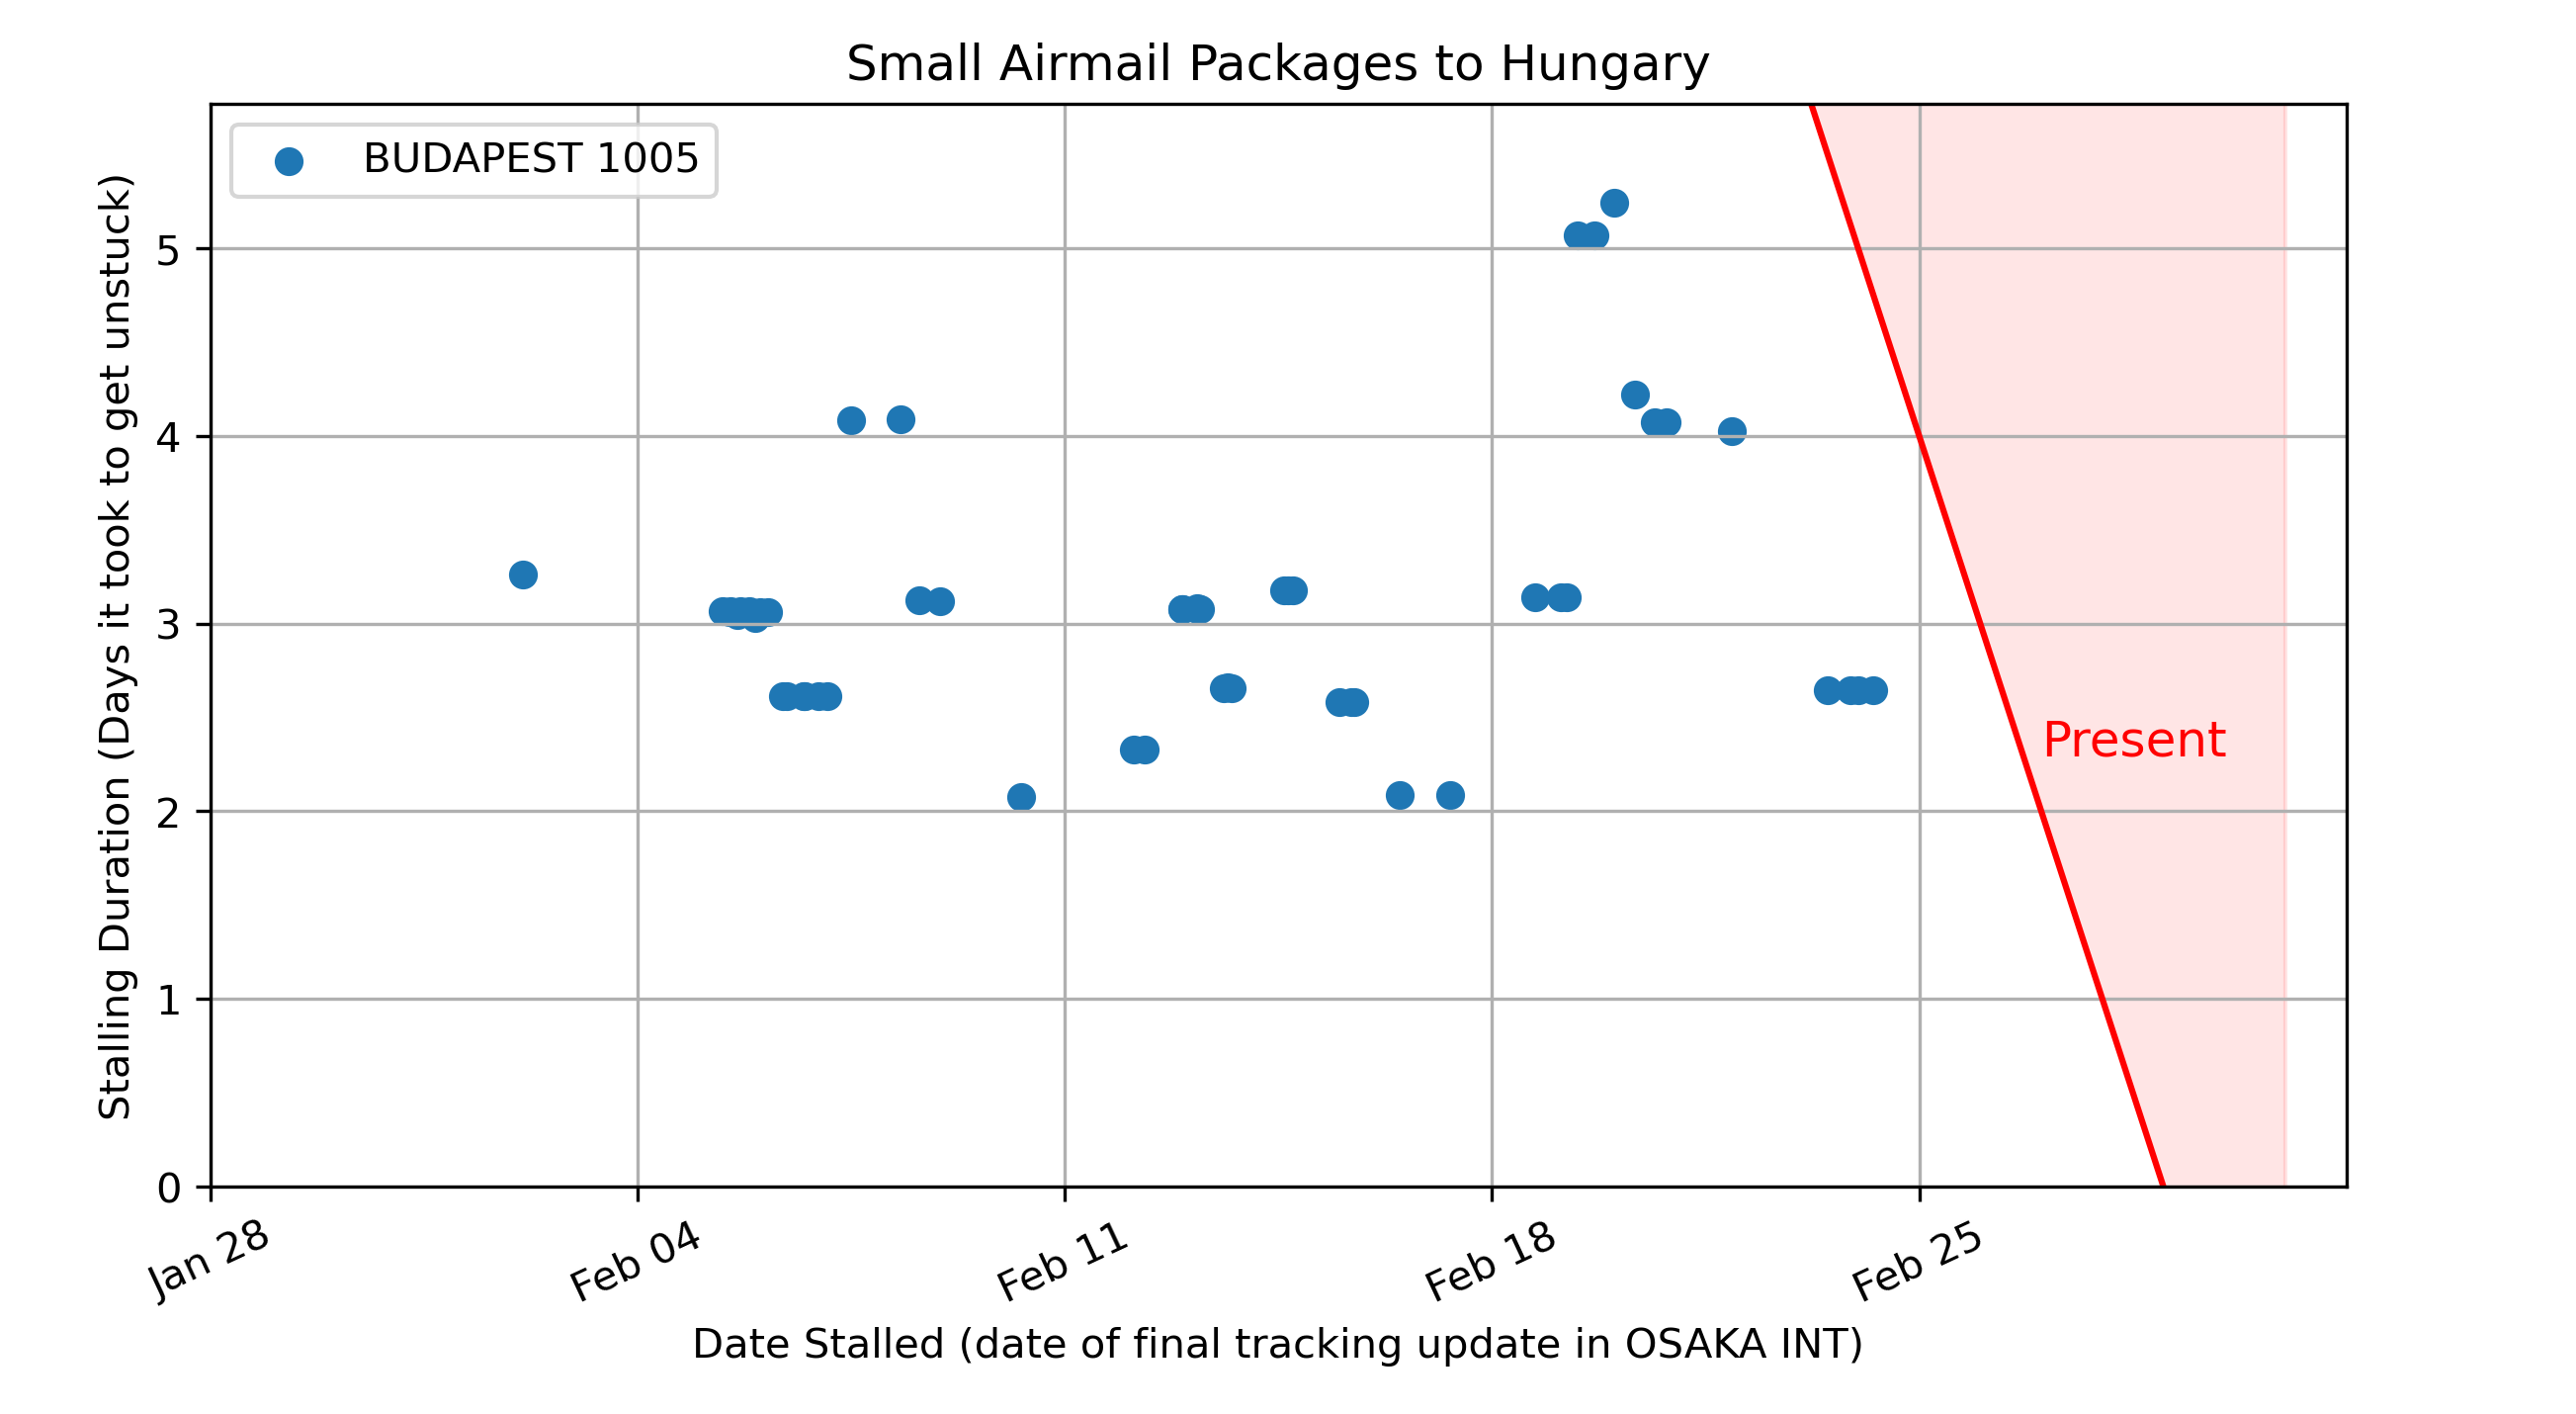 Small Airmail Packages to Hungary
BUDAPEST 1005
Stalling Duration (Days it took to get unstuck)
5
4
3
2
1
0
Present
Jan 28
Feb 04
Feb 11
Feb 18
Feb 25
Date Stalled (date of final tracking update in OSAKA INT)